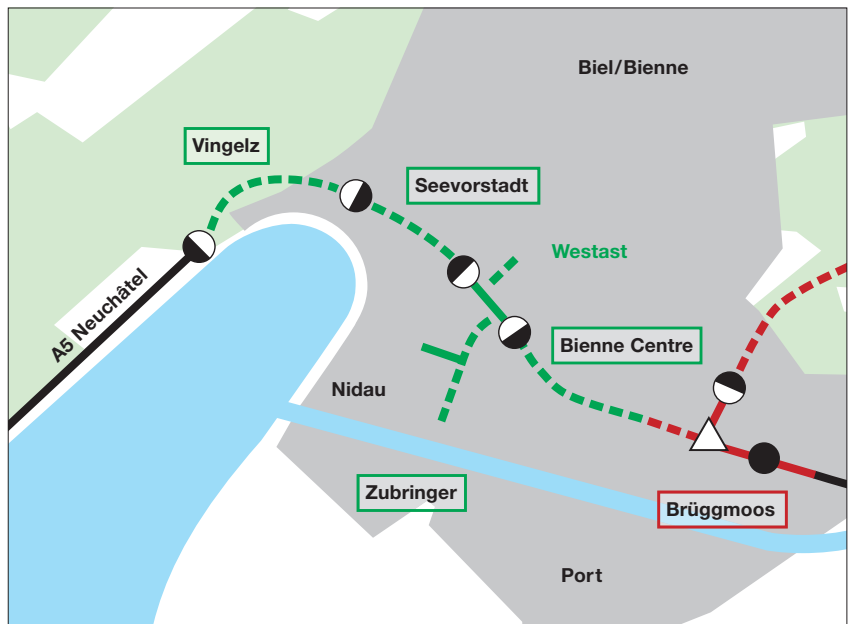 Biel/Bienne
Vingelz
Seevorstadt
Westast
A5 Neuchâtel
Bienne Centre
Nidau
Zubringer
Brüggmoos
Port